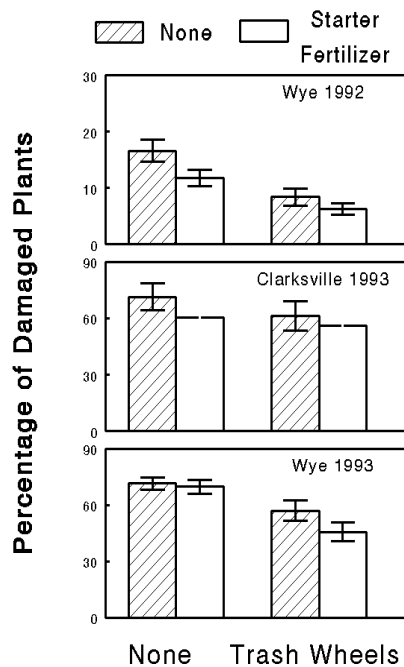 None
Starter
Fertilizer
Percentage of Damaged Plants
Wye 1992
30
20
10
0
Clarksville 1993
90
60
30
0
Wye 1993
90
60
30
0
None Trash Wheels